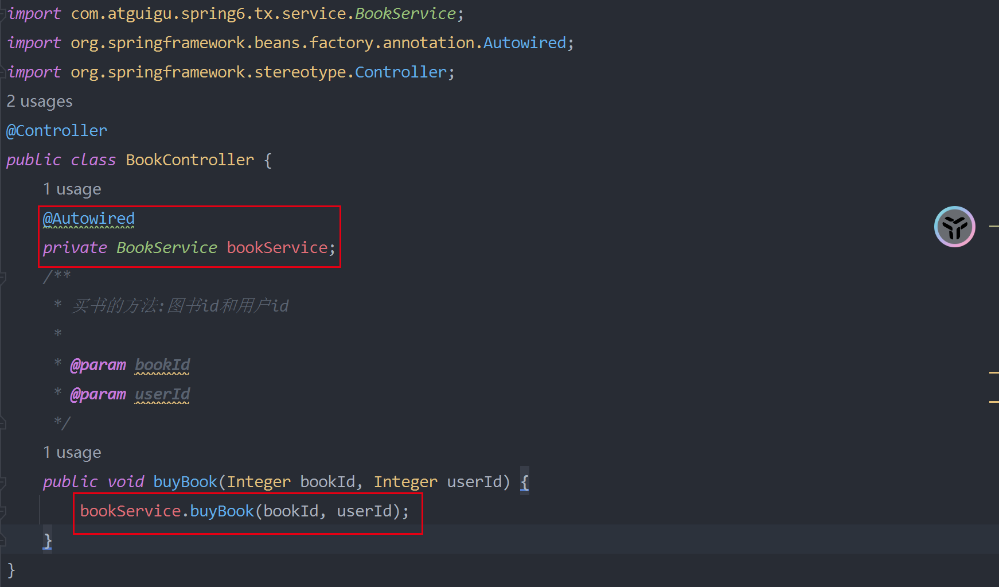 import com.atguigu.spring6.tx.service.BookService;
import org.springframework.beans.factory.annotation.Autowired;
import org.springframework.stereotype.Controller;
2 usages
@Controller
public class BookController {
1 usage
@Autowired
private BookService bookService;
/**
* 买书的方法:图书id和用户id
*
* @param bookId
* @param userId
*/
1 usage
public void buyBook(Integer bookId, Integer userId) {
bookService.buyBook(bookId, userId);
}
}